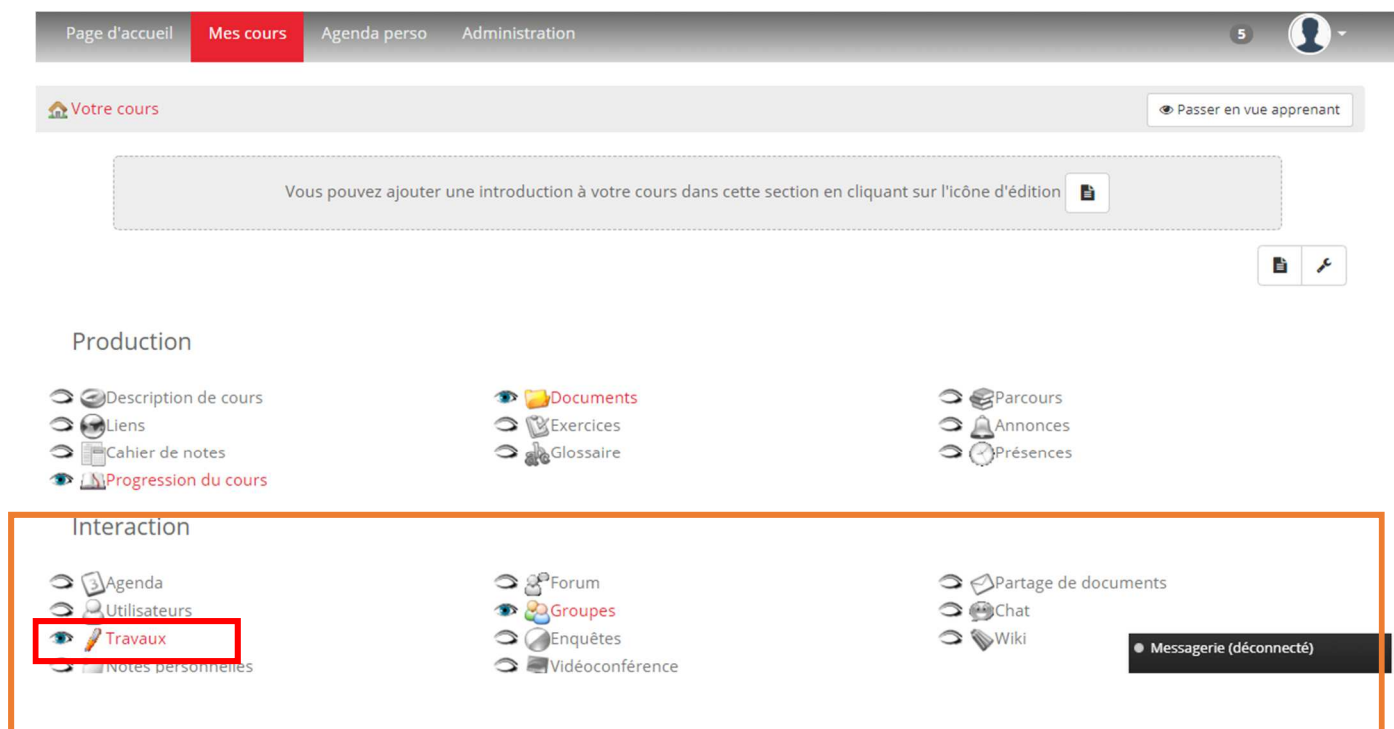 Page d'accueil Mes cours Agenda perso Administration 5
Votre cours Passer en vue apprenant
Vous pouvez ajouter une introduction à votre cours dans cette section en cliquant sur l'icône d'édition
Production
Description de cours Documents Parcours
Liens Exercices Annonces
Cahier de notes Glossaire Présences
Progression du cours
Interaction
3 Agenda Forum Partage de documents
Utilisateurs Groupes Chat
Travaux Enquêtes Wiki
Messagerie (déconnecté)
Notes personnelles Vidéoconférence